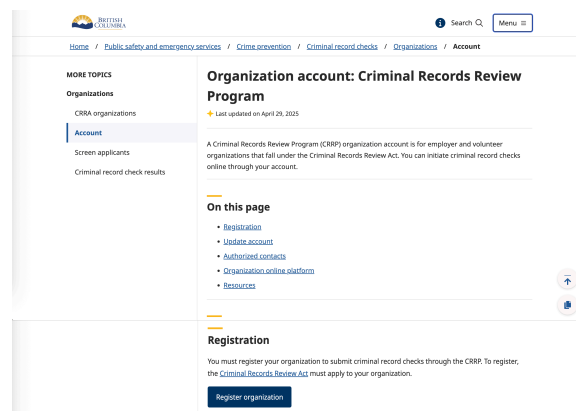 BRITISH
COLUMBIA
Search
Menu
Home / Public safety and emergency services / Crime prevention / Criminal record checks / Organizations / Account
MORE TOPICS
Organizations
CRRA organizations
Account
Screen applicants
Criminal record check results
Organization account: Criminal Records Review
Program
Last updated on April 29, 2025
A Criminal Records Review Program (CRRP) organization account is for employer and volunteer
organizations that fall under the Criminal Records Review Act. You can initiate criminal record checks
online through your account.
On this page
• Registration
• Update account
• Authorized contacts
• Organization online platform
• Resources
Registration
You must register your organization to submit criminal record checks through the CRRP. To register,
the Criminal Records Review Act must apply to your organization.
Register organization